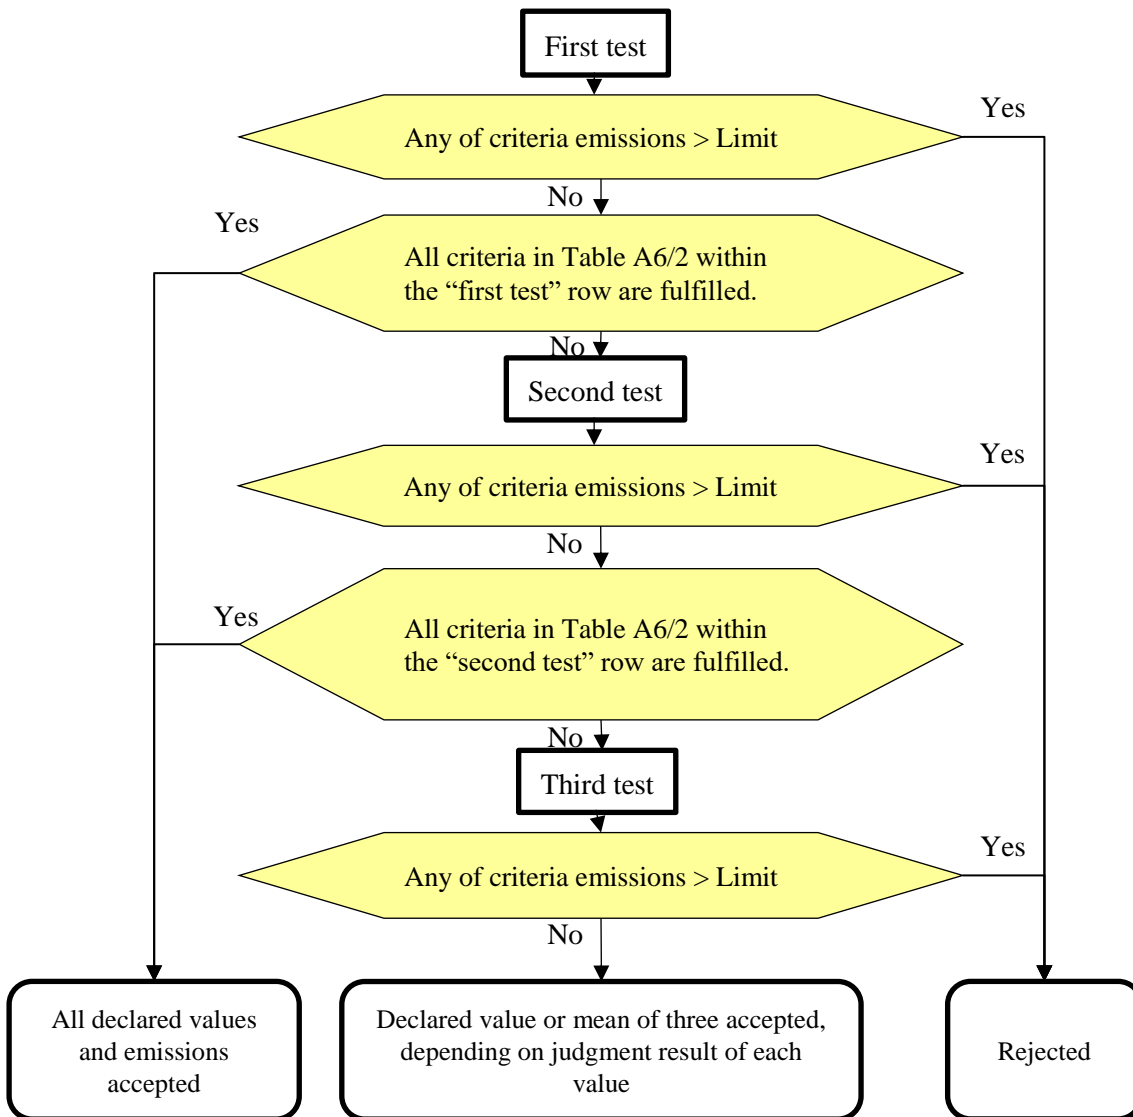 First test
Any of criteria emissions > Limit
Yes
No
Yes
All criteria in Table A6/2 within
the “first test” row are fulfilled.
No
Second test
Any of criteria emissions > Limit
Yes
No
Yes
All criteria in Table A6/2 within
the “second test” row are fulfilled.
No
Third test
Any of criteria emissions > Limit
Yes
No
All declared values
and emissions
accepted
Declared value or mean of three accepted,
depending on judgment result of each
value
Rejected